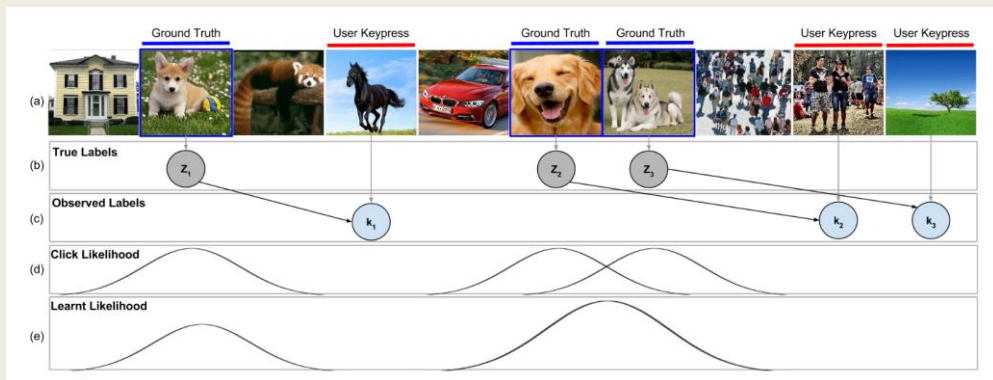 Ground Truth
User Keypress
Ground Truth
Ground Truth
User Keypress
User Keypress
(a)
(b)
True Labels
Z1
Z2
Z3
(c)
Observed Labels
k1
k2
k3
(d)
Click Likelihood
(e)
Learnt Likelihood